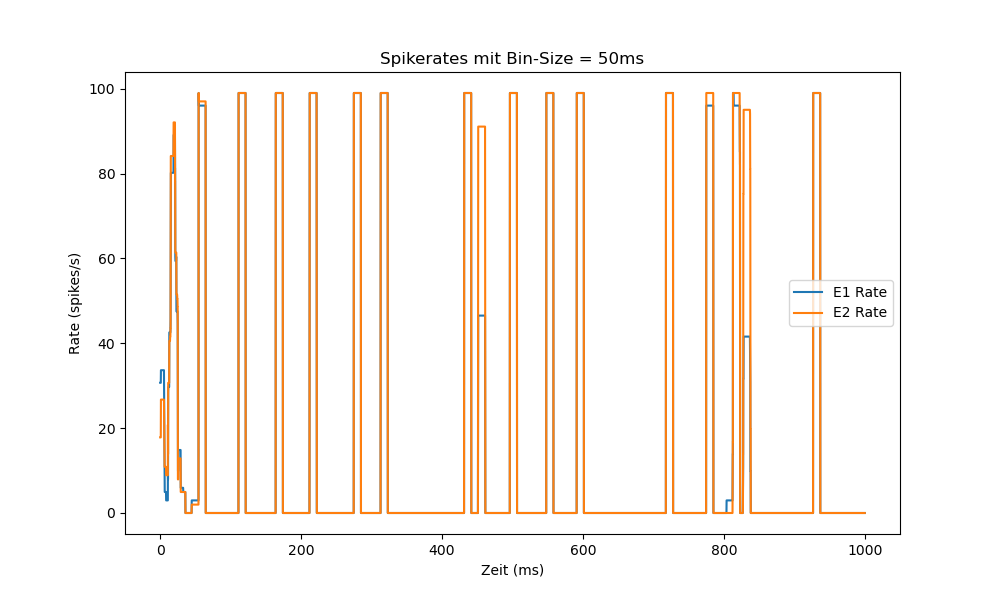 Spikerates mit Bin-Size = 50ms
Rate (spikes/s)
100
80
60
40
20
0
E1 Rate
E2 Rate
0 200 400 600 800 1000
Zeit (ms)